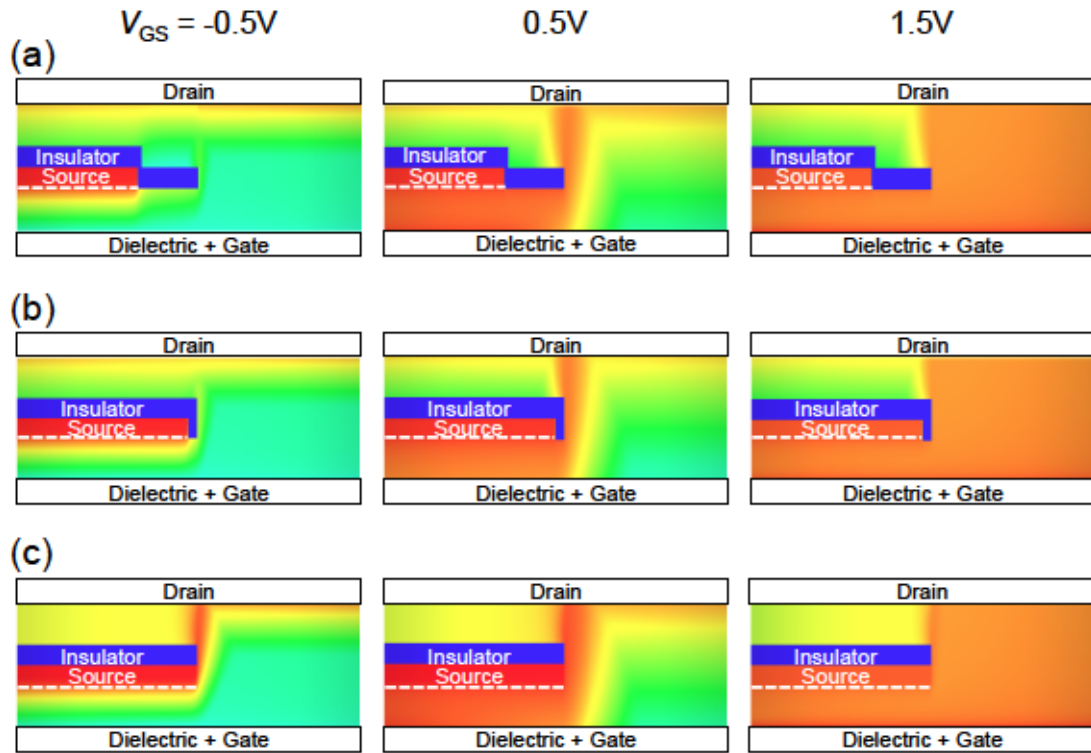 V_GS = -0.5V 0.5V 1.5V
(a)
Drain Drain Drain
Insulator Insulator Insulator
Source Source Source
Dielectric + Gate Dielectric + Gate Dielectric + Gate
(b)
Drain Drain Drain
Insulator Insulator Insulator
Source Source Source
Dielectric + Gate Dielectric + Gate Dielectric + Gate
(c)
Drain Drain Drain
Insulator Insulator Insulator
Source Source Source
Dielectric + Gate Dielectric + Gate Dielectric + Gate